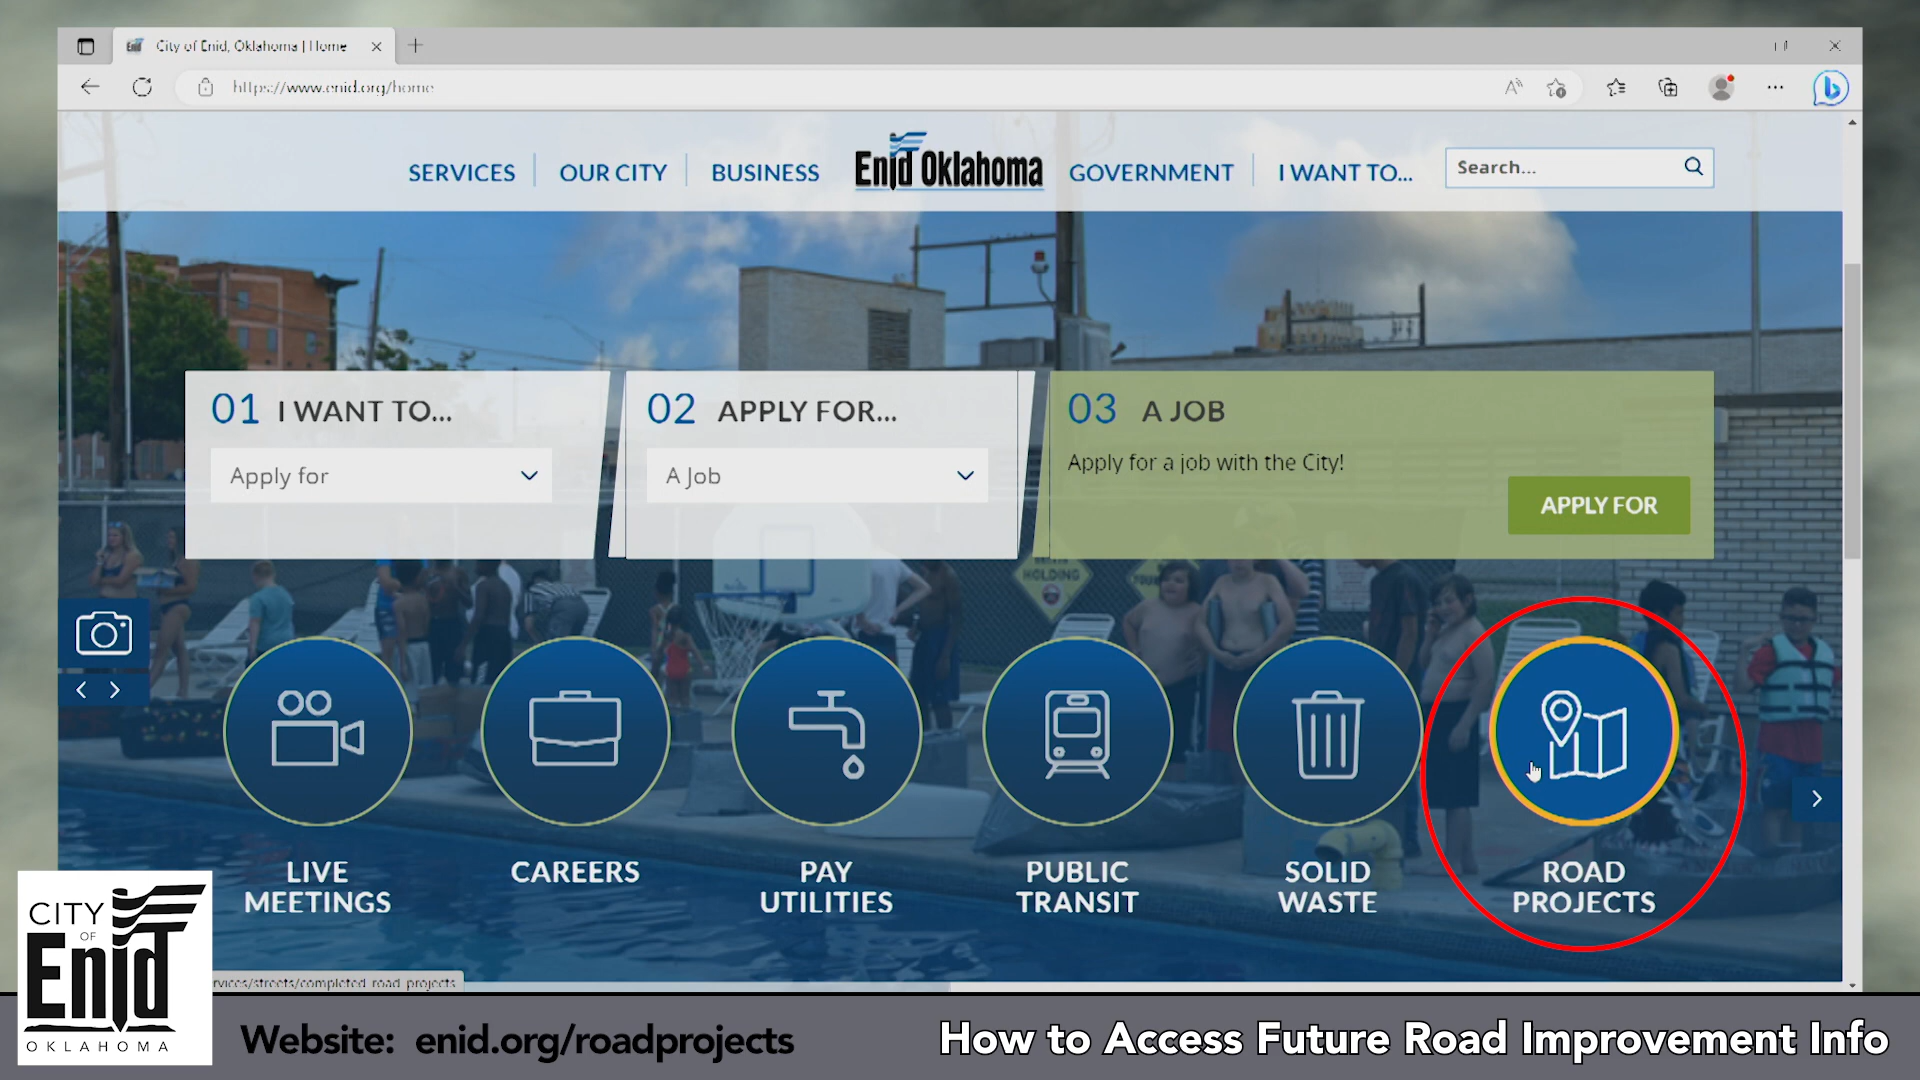 City of Enid, Oklahoma | Home
https://www.enid.org/home
SERVICES
OUR CITY
BUSINESS
Enid Oklahoma
GOVERNMENT
I WANT TO...
Search...
01 I WANT TO...
Apply for
02 APPLY FOR...
A Job
03 A JOB
Apply for a job with the City!
APPLY FOR
HOLDING
LIVE
MEETINGS
CAREERS
PAY
UTILITIES
PUBLIC
TRANSIT
SOLID
WASTE
ROAD
PROJECTS
rvices/streets/completed_road_projects
CITY
OF
Enid
OKLAHOMA
Website: enid.org/roadprojects
How to Access Future Road Improvement Info